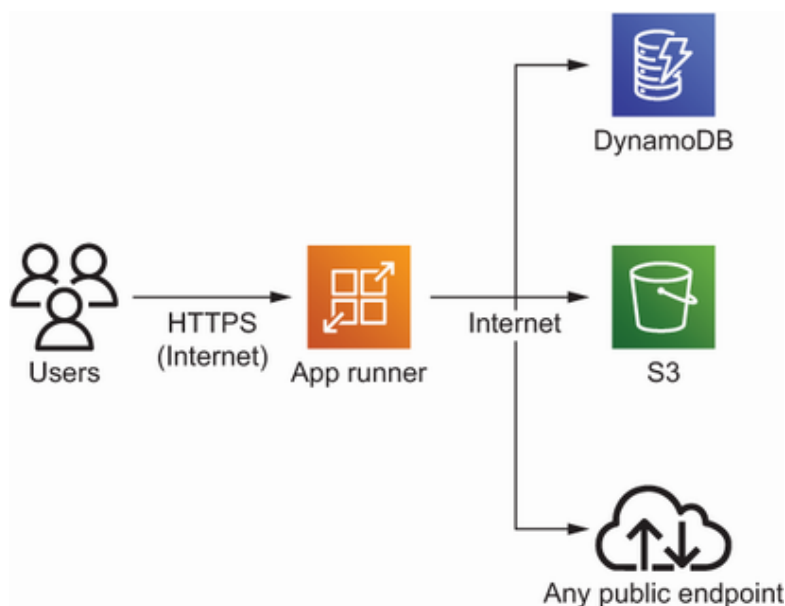 DynamoDB
HTTPS
(Internet)
Users
App runner
Internet
S3
Any public endpoint